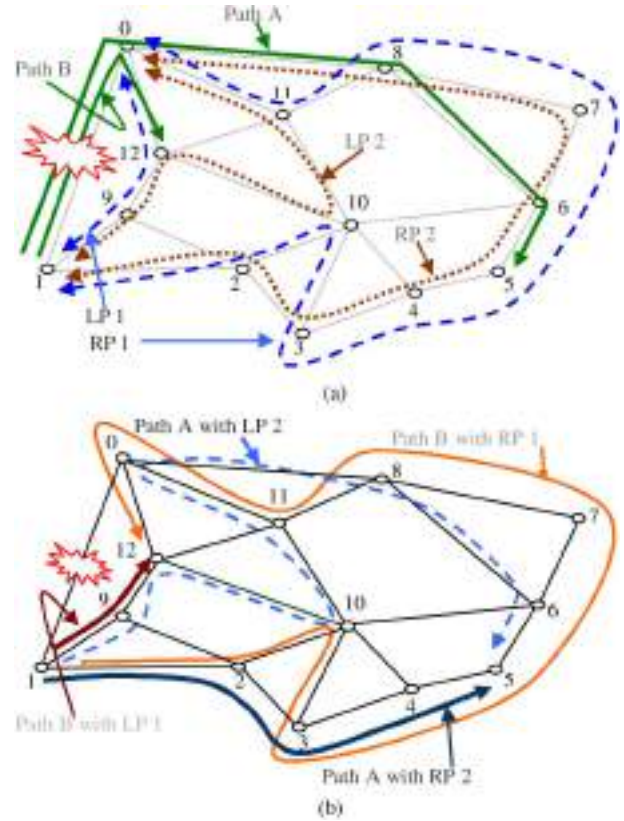 Path A
0
8
Path B
7
11
LP 2
12
9
10
6
RP 2
1
2
5
4
LP 1
RP 1
3
(a)
Path A with LP 2
Path B with RP 1
0
8
11
7
12
9
10
6
1
2
5
4
Path B with LP 1
3
Path A with RP 2
(b)